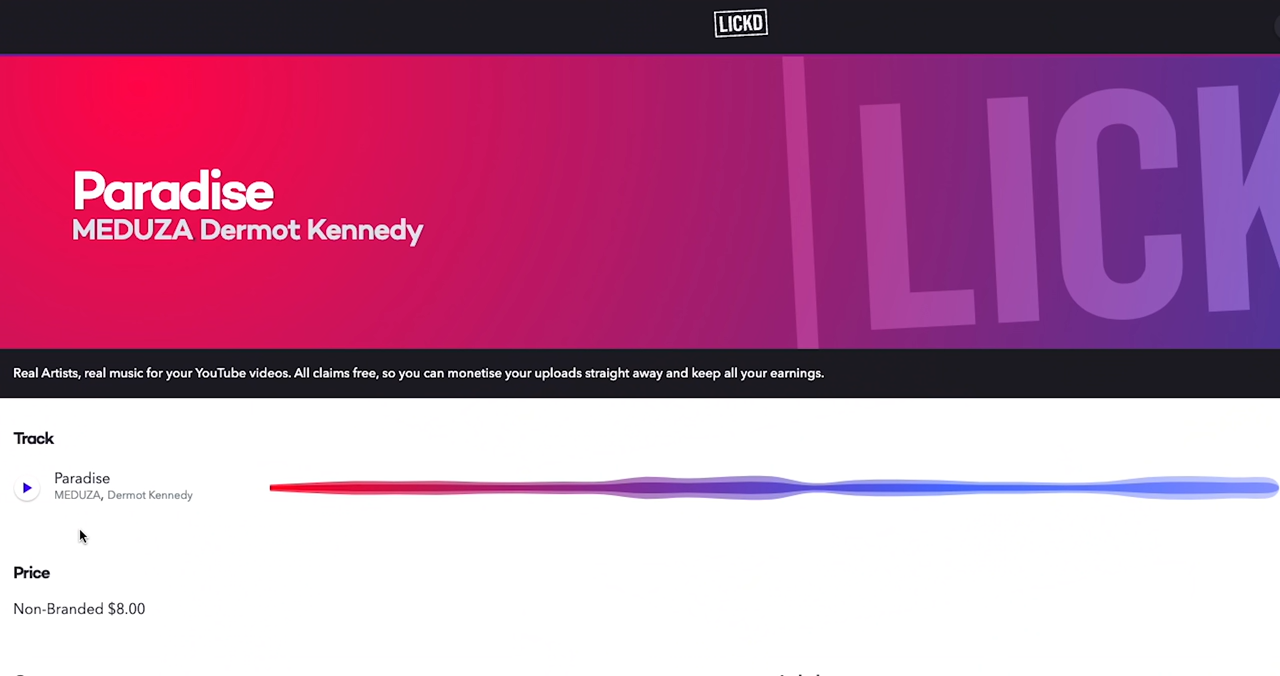 LICKD
LICK
Paradise
MEDUZA Dermot Kennedy
Real Artists, real music for your YouTube videos. All claims free, so you can monetise your uploads straight away and keep all your earnings.
Track
Paradise
MEDUZA, Dermot Kennedy
Price
Non-Branded $8.00